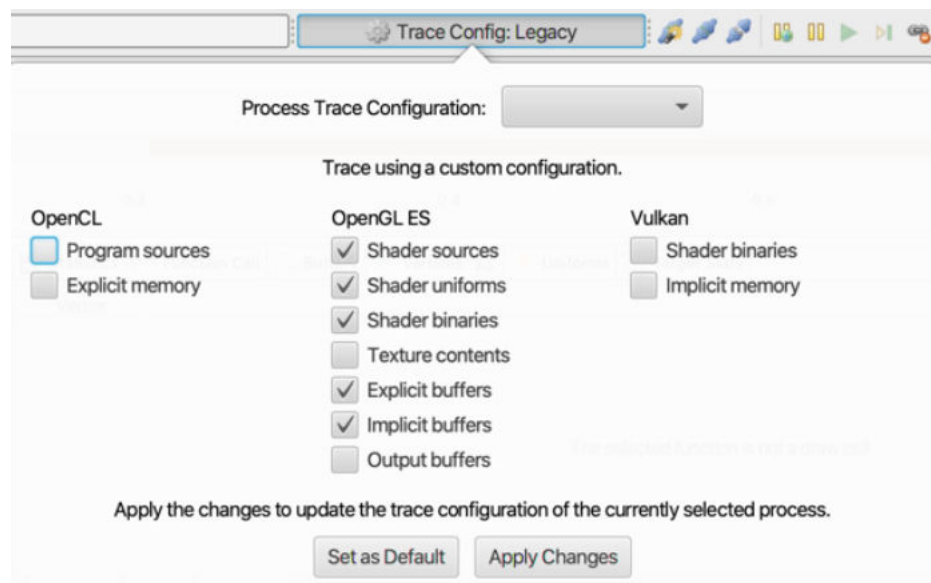 Trace Config: Legacy
Process Trace Configuration:
Trace using a custom configuration.
OpenCL
Program sources
Explicit memory
OpenGL ES
Shader sources
Shader uniforms
Shader binaries
Texture contents
Explicit buffers
Implicit buffers
Output buffers
Vulkan
Shader binaries
Implicit memory
Apply the changes to update the trace configuration of the currently selected process.
Set as Default
Apply Changes